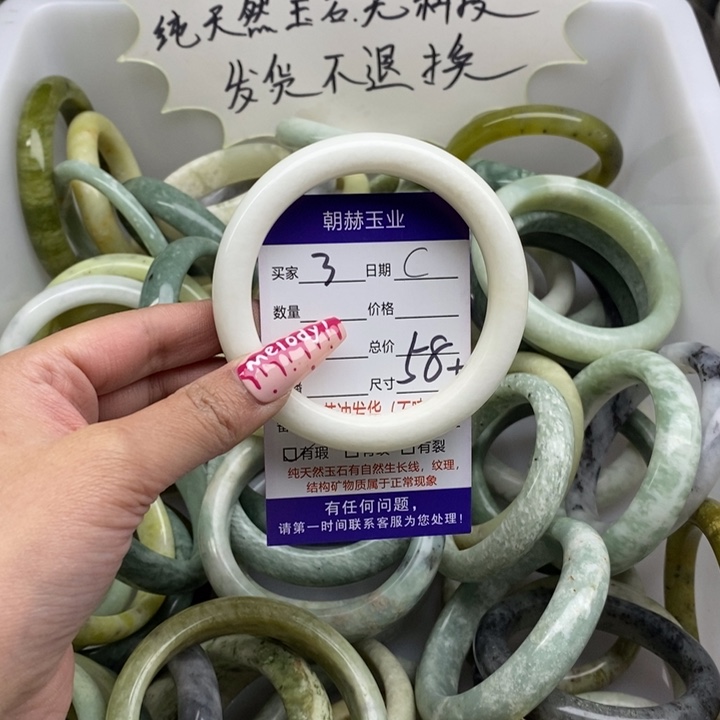 纯天然玉石.无科技
发货不退换
朝赫玉业
买家 3 日期 C
数量 价格
melody
总价
尺寸 58+
有瑕 有裂
纯天然玉石有自然生长线，纹理，
结构矿物质属于正常现象
有任何问题，
请第一时间联系客服为您处理！